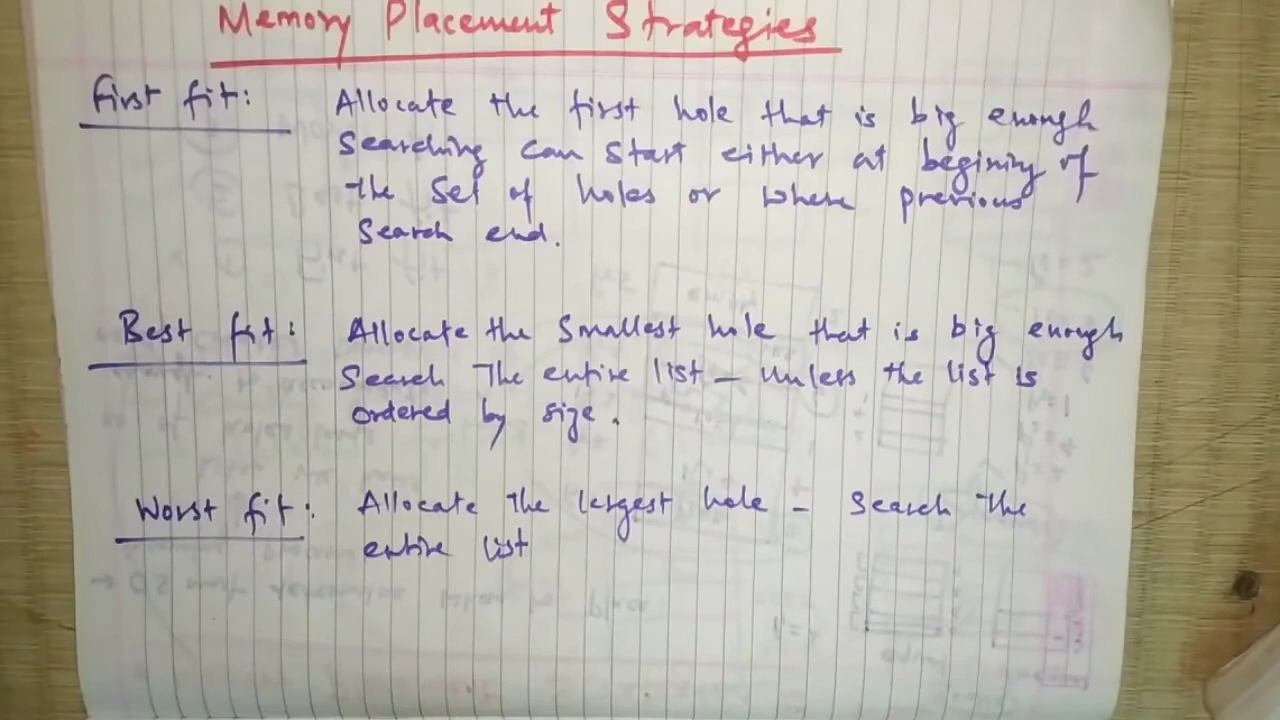 Memory Placement Strategies
First fit: Allocate the first hole that is big enough
Searching can start either at begining of
the set of holes or where previous
search end.
Best fit: Allocate the smallest hole that is big enough
Search The entire list - unless the list is
ordered by size.
Worst fit: Allocate the largest hole - Search the
entire list